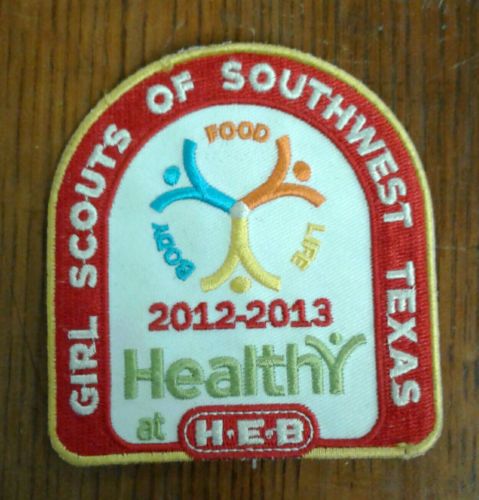 GIRL SCOUTS OF SOUTHWEST TEXAS
FOOD
BODY
LIFE
2012-2013
Healthy
at H·E·B